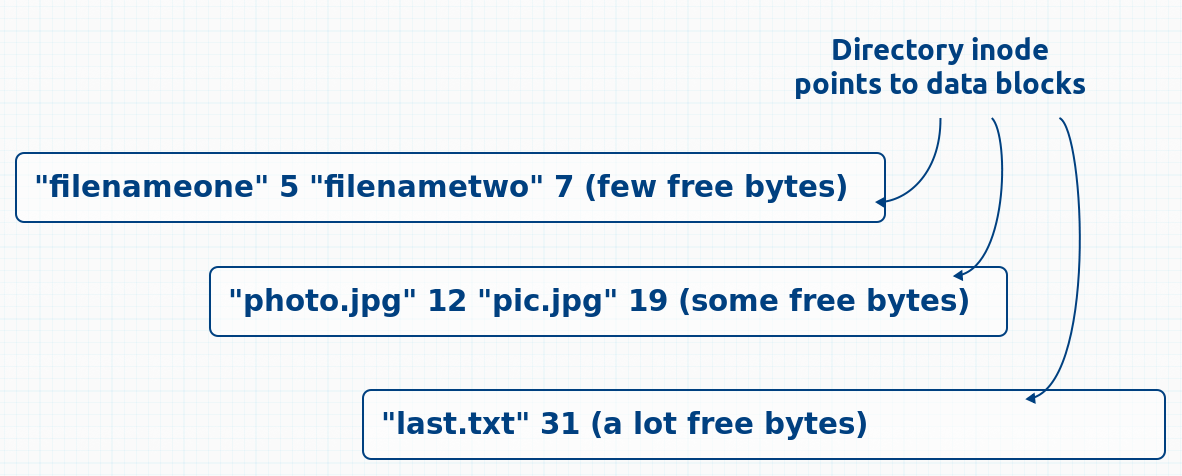 Directory inode
points to data blocks
"filenameone" 5 "filenametwo" 7 (few free bytes)
"photo.jpg" 12 "pic.jpg" 19 (some free bytes)
"last.txt" 31 (a lot free bytes)